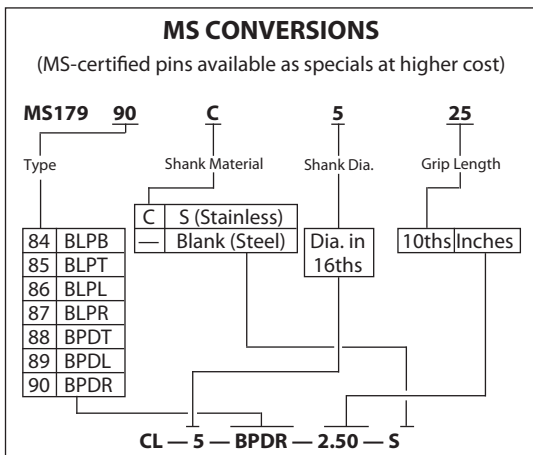 MS CONVERSIONS
(MS-certified pins available as specials at higher cost)
MS179 90 C 5 25
Type Shank Material Shank Dia. Grip Length
C S (Stainless)
— Blank (Steel)
Dia. in
16ths
10ths Inches
84 BLPB
85 BLPT
86 BLPL
87 BLPR
88 BPDT
89 BPDL
90 BPDR
CL — 5 — BPDR — 2.50 — S